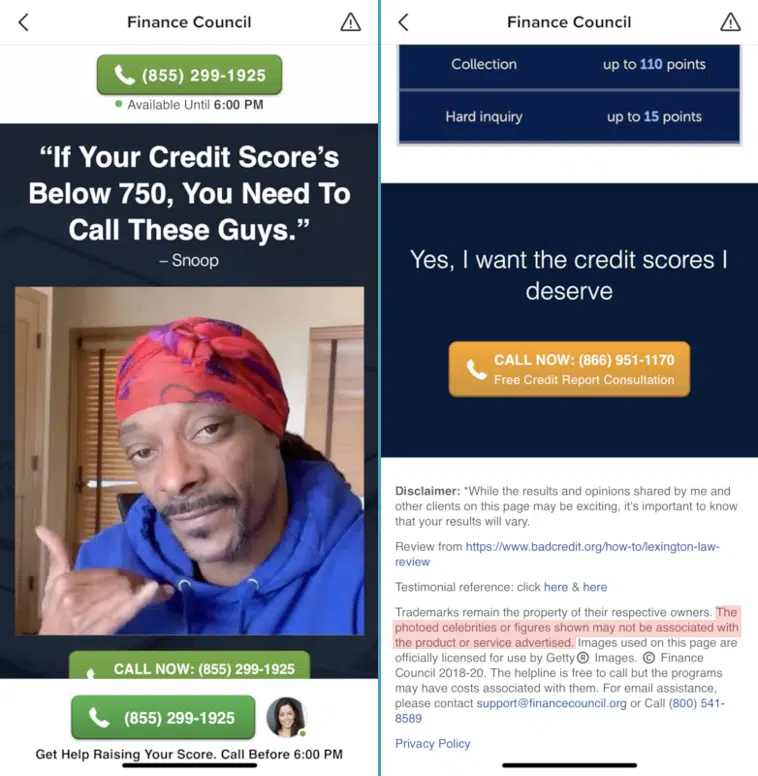 Finance Council
(855) 299-1925
Available Until 6:00 PM
“If Your Credit Score’s
Below 750, You Need To
Call These Guys.”
– Snoop
CALL NOW: (855) 299-1925
(855) 299-1925
Get Help Raising Your Score. Call Before 6:00 PM
Finance Council
Collection up to 110 points
Hard inquiry up to 15 points
Yes, I want the credit scores I
deserve
CALL NOW: (866) 951-1170
Free Credit Report Consultation
Disclaimer: *While the results and opinions shared by me and
other clients on this page may be exciting, it's important to know
that your results will vary.
Review from https://www.badcredit.org/how-to/lexington-law-
review
Testimonial reference: click here & here
Trademarks remain the property of their respective owners. The
photoed celebrities or figures shown may not be associated with
the product or service advertised. Images used on this page are
officially licensed for use by Getty® Images. © Finance
Council 2018-20. The helpline is free to call but the programs
may have costs associated with them. For email assistance,
please contact support@financecouncil.org or Call (800) 541-
8589
Privacy Policy